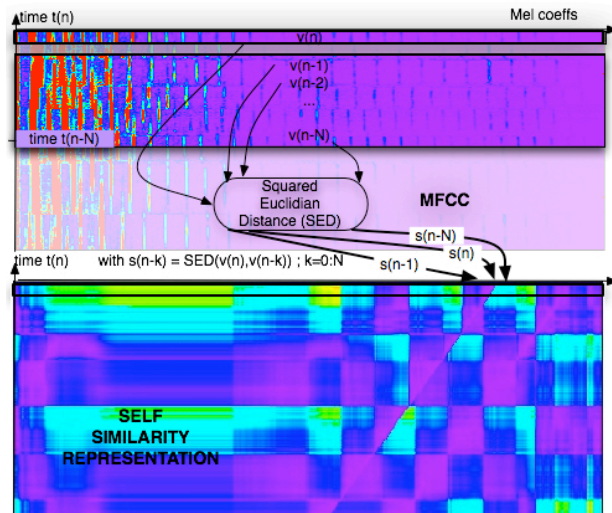 time t(n)
Mel coeffs
v(n)
v(n-1)
v(n-2)
...
time t(n-N)
v(n-N)
Squared
Euclidian
Distance (SED)
MFCC
s(n-N)
s(n)
s(n-1)
time t(n) with s(n-k) = SED(v(n),v(n-k)) ; k=0:N
SELF
SIMILARITY
REPRESENTATION